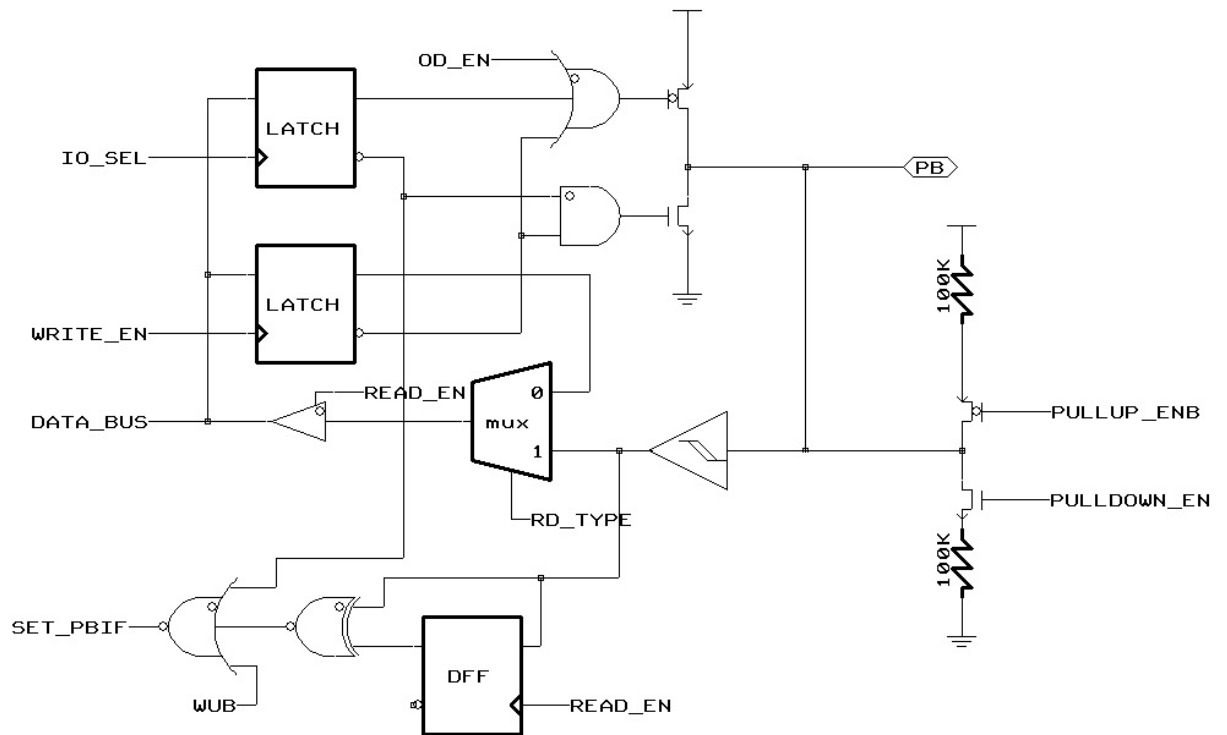 OD_EN
LATCH
IO_SEL
PB
100K
LATCH
WRITE_EN
READ_EN
0
DATA_BUS
mux
PULLUP_ENB
1
PULLDOWN_EN
RD_TYPE
100K
SET_PBIF
DFF
WUB
READ_EN